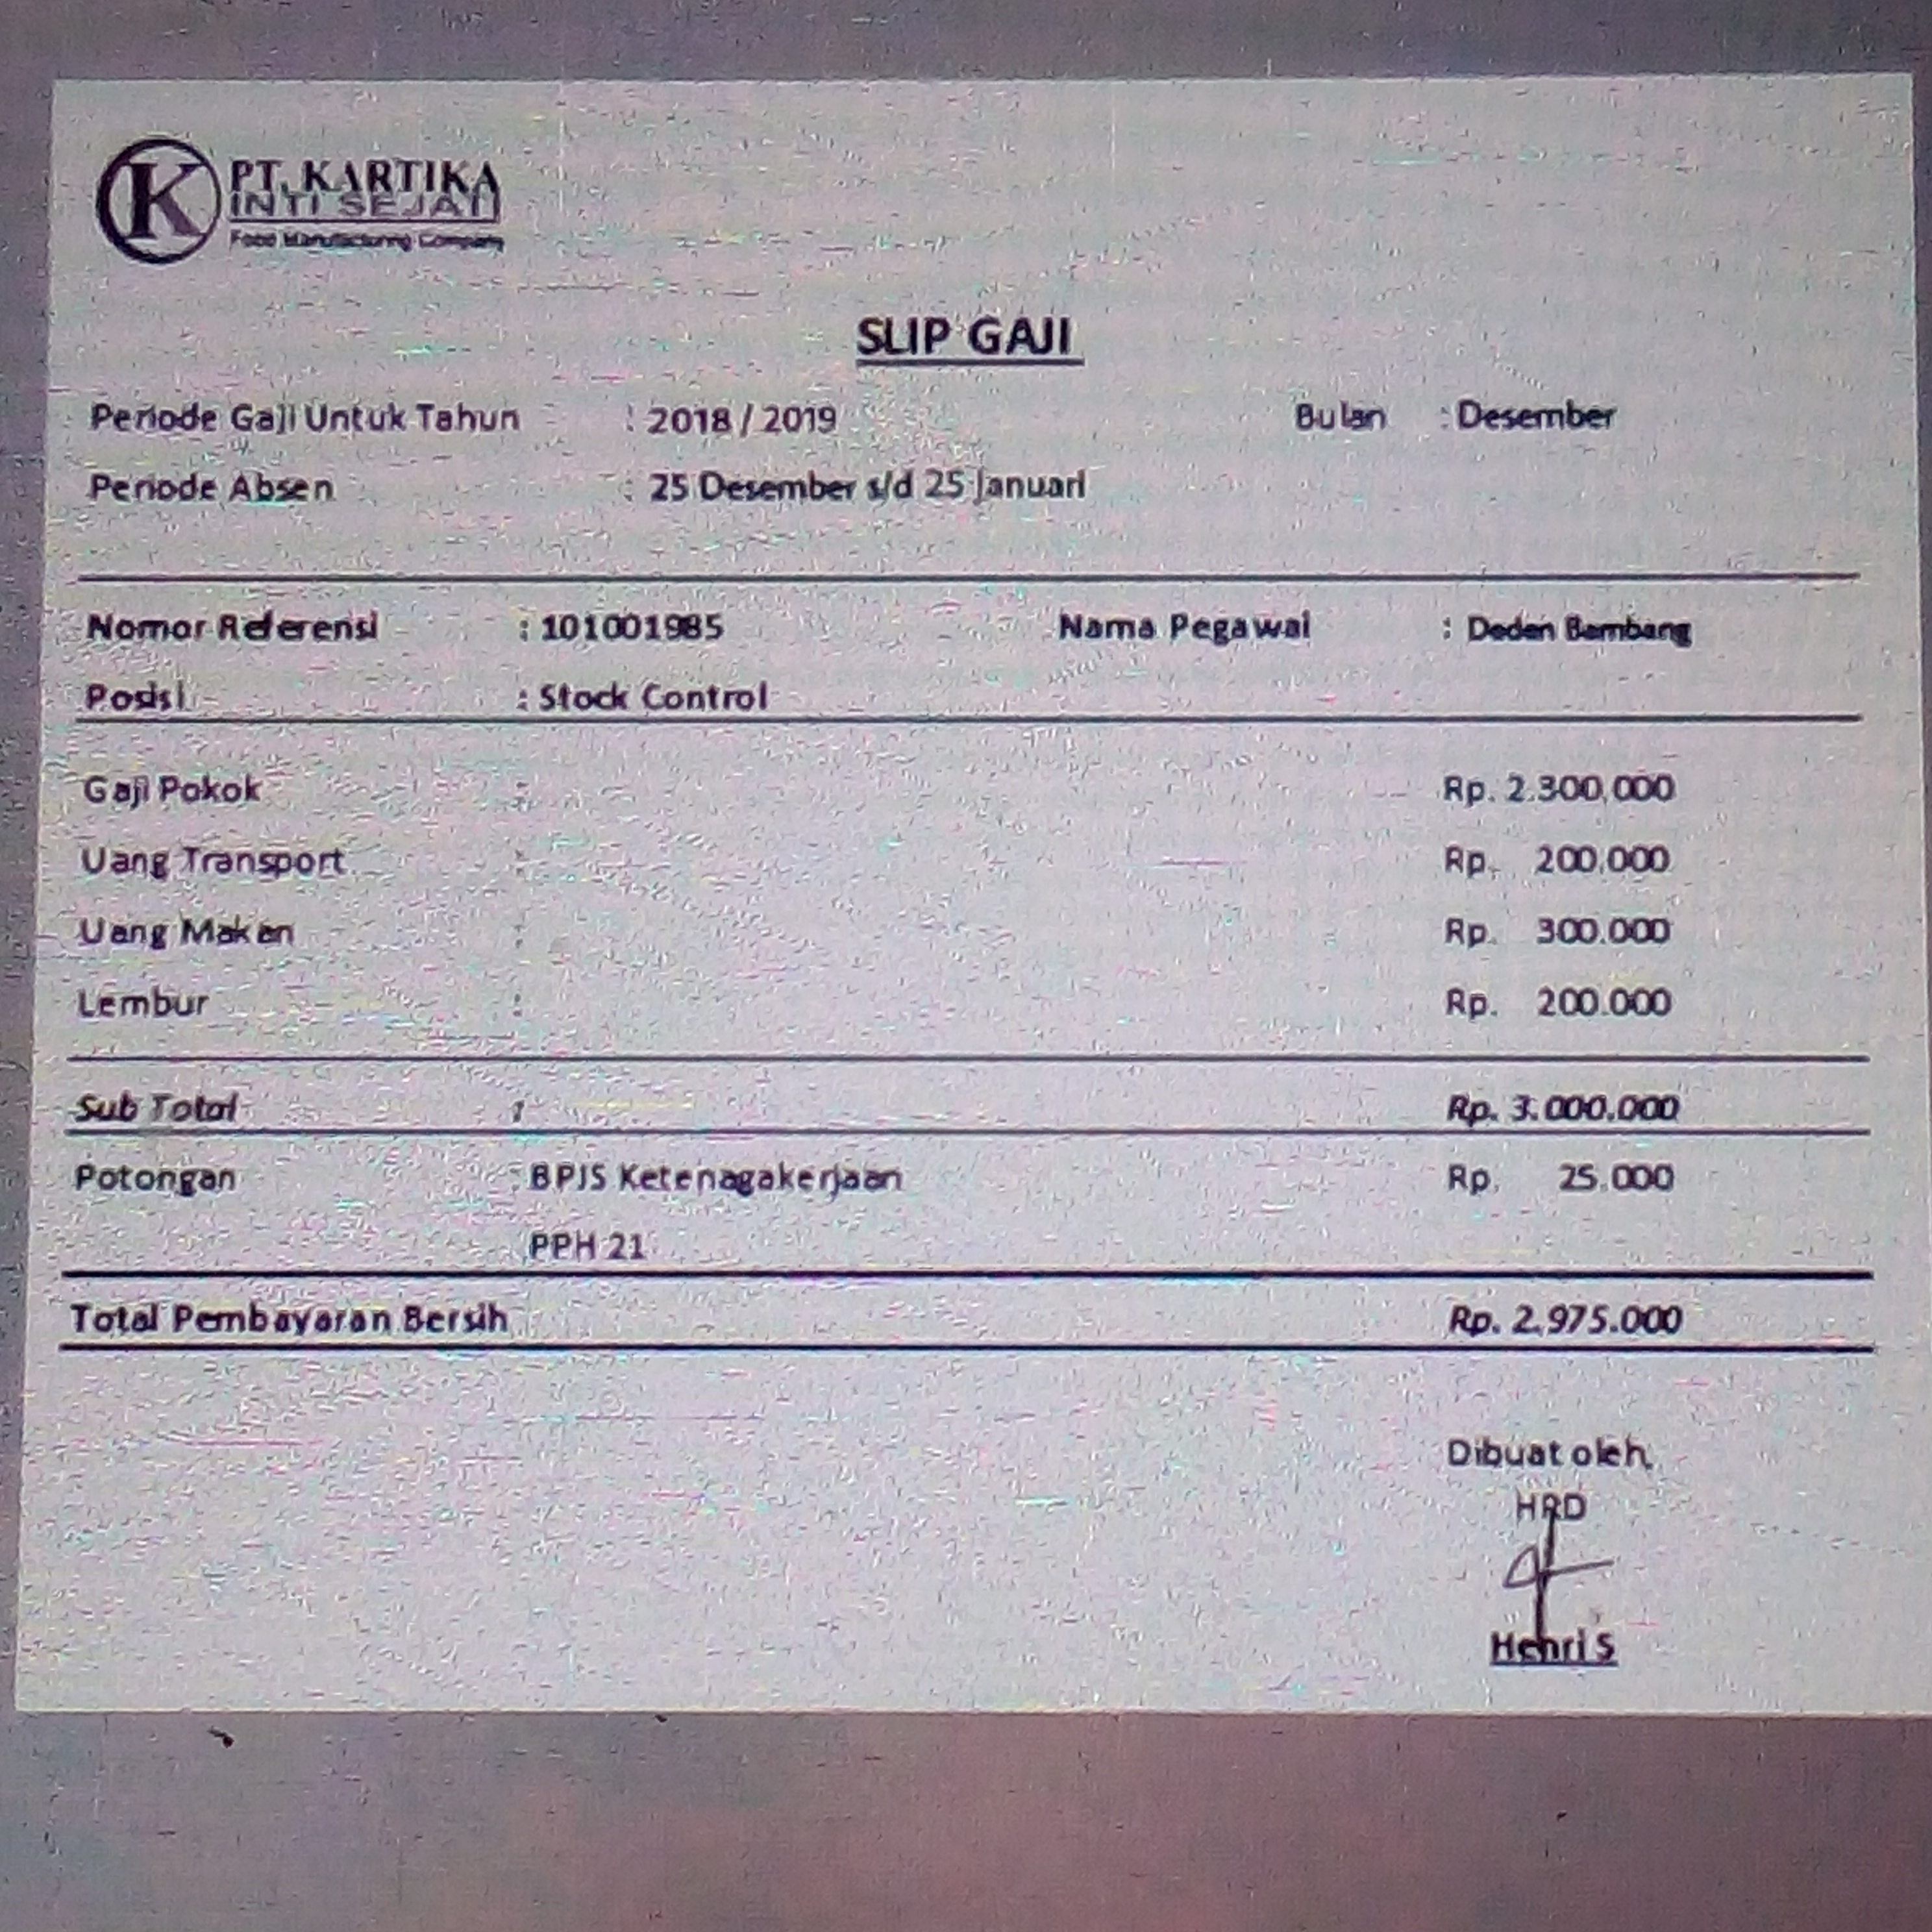 K PT. KARTIKA
INTI SEJATI
Food Manufacturing Company
SLIP GAJI
Periode Gaji Untuk Tahun : 2018 / 2019 Bulan : Desember
Periode Absen : 25 Desember s/d 25 Januari
Nomor Referensi : 101001985 Nama Pegawai : Deden Bambang
Posisi : Stock Control
Gaji Pokok : Rp. 2.300.000
Uang Transport : Rp. 200.000
Uang Makan : Rp. 300.000
Lembur : Rp. 200.000
Sub Total : Rp. 3.000.000
Potongan : BPJS Ketenagakerjaan Rp. 25.000
PPH 21
Total Pembayaran Bersih Rp. 2.975.000
Dibuat oleh,
HRD
Henri S